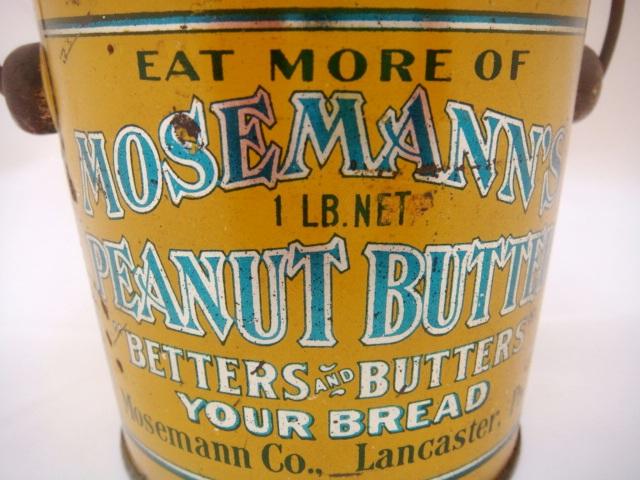 EAT MORE OF
MOSEMANN'S
1 LB. NET
PEANUT BUTTE
"BETTERS AND BUTTERS"
YOUR BREAD
Mosemann Co., Lancaster, P